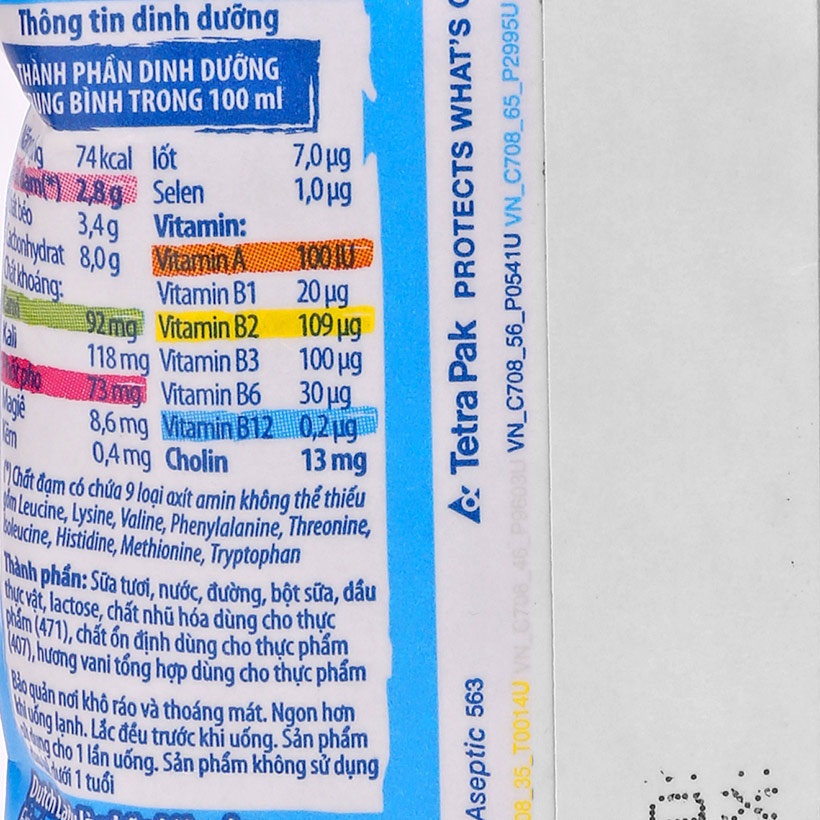 Thông tin dinh dưỡng
THÀNH PHẦN DINH DƯỠNG
BÌNH TRONG 100 ml
74 kcal
2,8 g
3,4 g
8,0 g
khoáng:
92 mg
Kali
118 mg
73 mg
Magiê
8,6 mg
0,4 mg
Iốt 7,0 µg
Selen 1,0 µg
Vitamin:
Vitamin A 100 IU
Vitamin B1 20 µg
Vitamin B2 109 µg
Vitamin B3 100 µg
Vitamin B6 30 µg
Vitamin B12 0,2 µg
Cholin 13 mg
(*) Chất đạm có chứa 9 loại axít amin không thể thiếu
Leucine, Lysine, Valine, Phenylalanine, Threonine,
Isoleucine, Histidine, Methionine, Tryptophan
Thành phần: Sữa tươi, nước, đường, bột sữa, dầu
thực vật, lactose, chất nhũ hóa dùng cho thực
phẩm (471), chất ổn định dùng cho thực phẩm
(407), hương vani tổng hợp dùng cho thực phẩm
Bảo quản nơi khô ráo và thoáng mát. Ngon hơn
khi uống lạnh. Lắc đều trước khi uống. Sản phẩm
dùng cho 1 lần uống. Sản phẩm không sử dụng
dưới 1 tuổi
Tetra Pak PROTECTS WHAT'S
Aseptic 563
08_35_T0014U VN_C708_46_P0603U VN_C708_56_P0541U VN_C708_65_P2995U